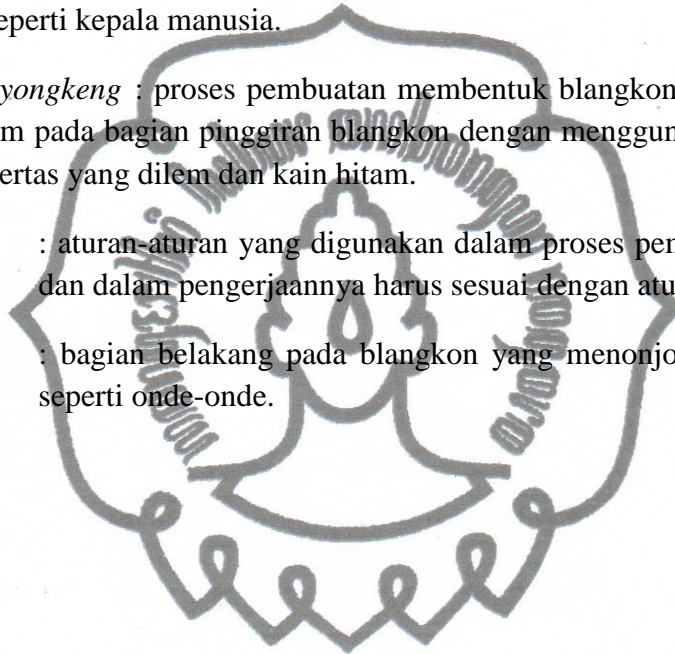 eperti kepala manusia.
yongkeng : proses pembuatan membentuk blangkon
m pada bagian pinggiran blangkon dengan menggun
ertas yang dilem dan kain hitam.
: aturan-aturan yang digunakan dalam proses pem
dan dalam pengerjaannya harus sesuai dengan atu
: bagian belakang pada blangkon yang menonjo
seperti onde-onde.